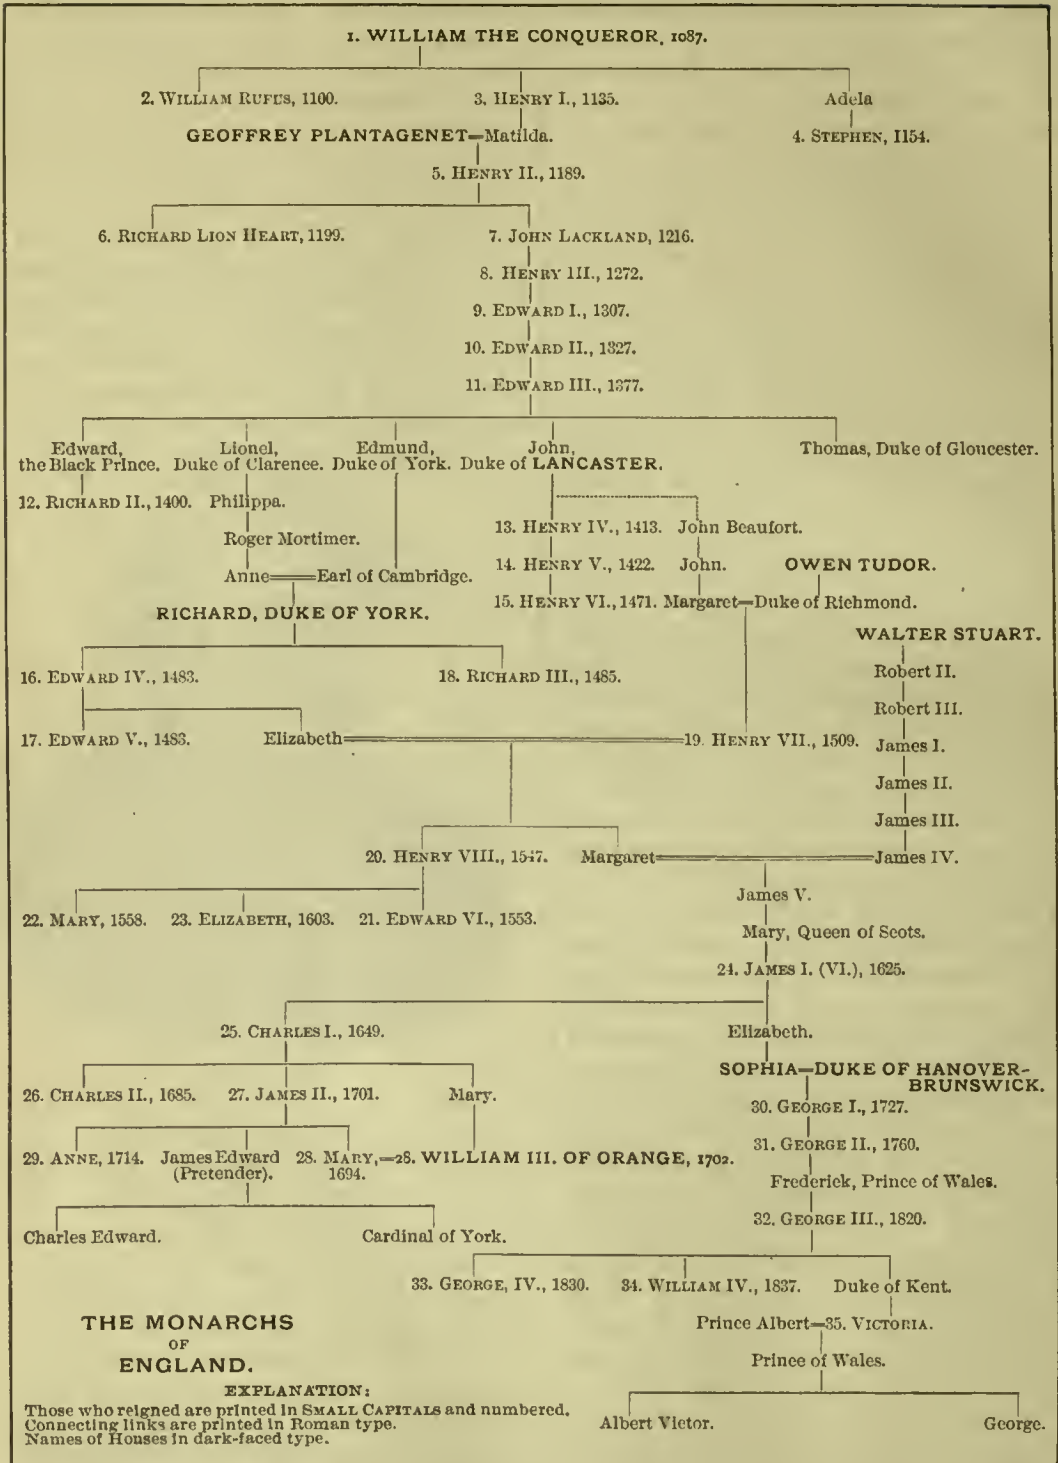 1. WILLIAM THE CONQUEROR, 1087.
2. WILLIAM RUFUS, 1100. 3. HENRY I., 1135. Adela
GEOFFREY PLANTAGENET=Matilda. 4. STEPHEN, 1154.
5. HENRY II., 1189.
6. RICHARD LION HEART, 1199. 7. JOHN LACKLAND, 1216.
8. HENRY III., 1272.
9. EDWARD I., 1307.
10. EDWARD II., 1327.
11. EDWARD III., 1377.
Edward, Lionel, Edmund, John, Thomas, Duke of Gloucester.
the Black Prince. Duke of Clarence. Duke of York. Duke of LANCASTER.
12. RICHARD II., 1400. Philippa.
13. HENRY IV., 1413. John Beaufort.
Roger Mortimer.
14. HENRY V., 1422. John. OWEN TUDOR.
Anne=Earl of Cambridge.
15. HENRY VI., 1471. Margaret=Duke of Richmond.
RICHARD, DUKE OF YORK.
WALTER STUART.
16. EDWARD IV., 1483. 18. RICHARD III., 1485. Robert II.
Robert III.
17. EDWARD V., 1483. Elizabeth=19. HENRY VII., 1509. James I.
James II.
James III.
20. HENRY VIII., 1547. Margaret=James IV.
James V.
22. MARY, 1558. 23. ELIZABETH, 1603. 21. EDWARD VI., 1553.
Mary, Queen of Scots.
24. JAMES I. (VI.), 1625.
25. CHARLES I., 1649. Elizabeth.
SOPHIA=DUKE OF HANOVER-
BRUNSWICK.
26. CHARLES II., 1685. 27. JAMES II., 1701. Mary.
30. GEORGE I., 1727.
31. GEORGE II., 1760.
29. ANNE, 1714. James Edward 28. MARY,=28. WILLIAM III. OF ORANGE, 1702.
(Pretender). 1694.
Frederick, Prince of Wales.
32. GEORGE III., 1820.
Charles Edward. Cardinal of York.
33. GEORGE, IV., 1830. 34. WILLIAM IV., 1837. Duke of Kent.
THE MONARCHS
OF
ENGLAND.
Prince Albert=35. VICTORIA.
Prince of Wales.
EXPLANATION:
Those who reigned are printed in SMALL CAPITALS and numbered.
Connecting links are printed in Roman type.
Names of Houses in dark-faced type.
Albert Victor. George.